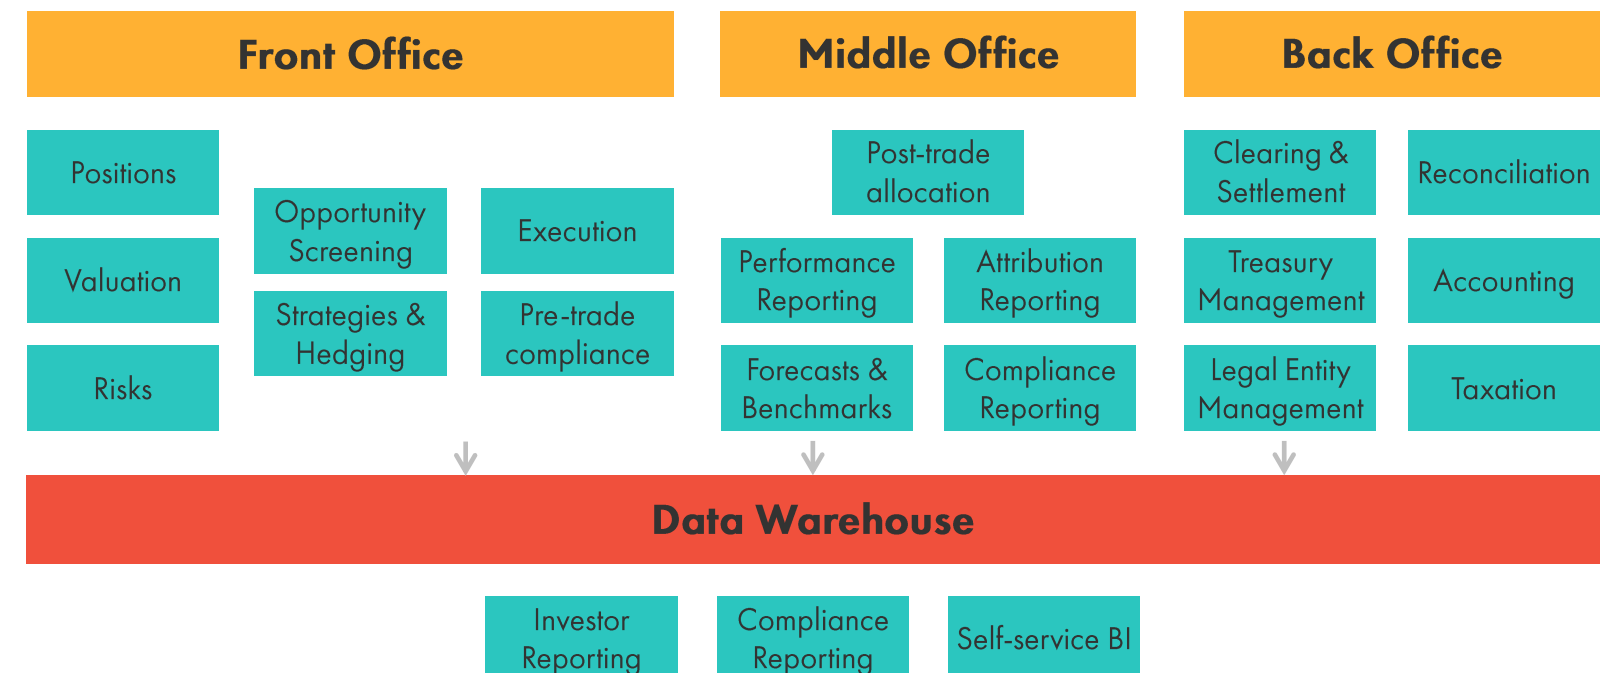 Front Office
Middle Office
Back Office
Positions
Valuation
Risks
Opportunity
Screening
Strategies &
Hedging
Execution
Pre-trade
compliance
Post-trade
allocation
Performance
Reporting
Attribution
Reporting
Forecasts &
Benchmarks
Compliance
Reporting
Clearing &
Settlement
Reconciliation
Treasury
Management
Accounting
Legal Entity
Management
Taxation
Data Warehouse
Investor
Reporting
Compliance
Reporting
Self-service BI